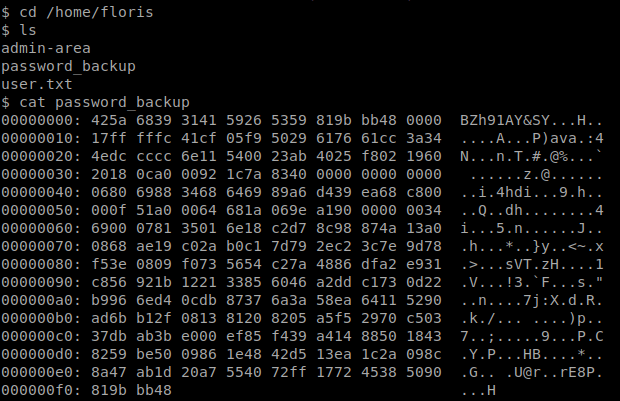 $ cd /home/floris
$ ls
admin-area
password_backup
user.txt
$ cat password_backup
00000000: 425a 6839 3141 5926 5359 819b bb48 0000  BZh91AY&SY...H..
00000010: 17ff fffc 41cf 05f9 5029 6176 61cc 3a34  ....A...P)ava.:4
00000020: 4edc cccc 6e11 5400 23ab 4025 f802 1960  N...n.T.#.@%...`
00000030: 2018 0ca0 0092 1c7a 8340 0000 0000 0000   ......z.@......
00000040: 0680 6988 3468 6469 89a6 d439 ea68 c800  ..i.4hdi...9.h..
00000050: 000f 51a0 0064 681a 069e a190 0000 0034  ..Q..dh........4
00000060: 6900 0781 3501 6e18 c2d7 8c98 874a 13a0  i...5.n......J..
00000070: 0868 ae19 c02a b0c1 7d79 2ec2 3c7e 9d78  .h...*..}y..<~.x
00000080: f53e 0809 f073 5654 c27a 4886 dfa2 e931  .>...sVT.zH....1
00000090: c856 921b 1221 3385 6046 a2dd c173 0d22  .V...!3.`F...s."
000000a0: b996 6ed4 0cdb 8737 6a3a 58ea 6411 5290  ..n....7j:X.d.R.
000000b0: ad6b b12f 0813 8120 8205 a5f5 2970 c503  .k./... ....)p..
000000c0: 37db ab3b e000 ef85 f439 a414 8850 1843  7..;.....9...P.C
000000d0: 8259 be50 0986 1e48 42d5 13ea 1c2a 098c  .Y.P...HB....*..
000000e0: 8a47 ab1d 20a7 5540 72ff 1772 4538 5090  .G.. .U@r..rE8P.
000000f0: 819b bb48                                ...H